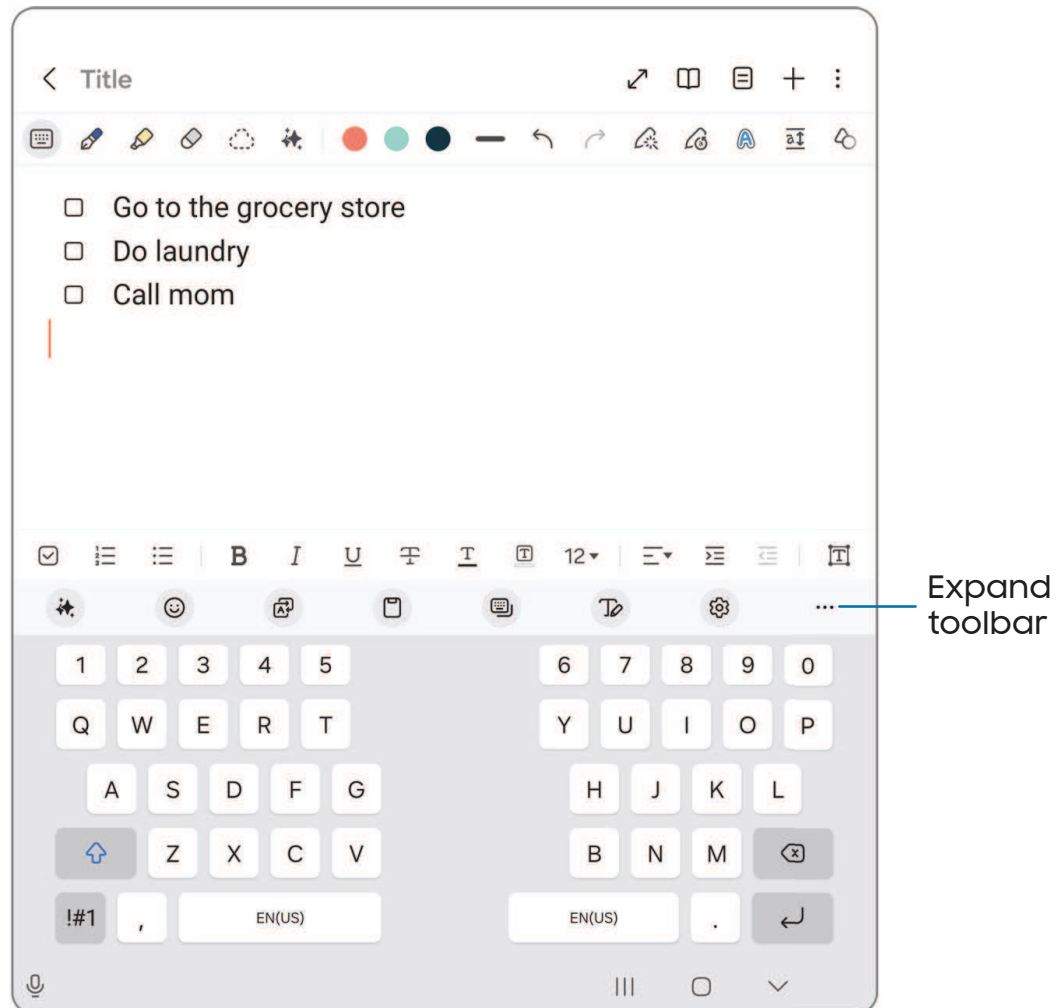 Title
Go to the grocery store
Do laundry
Call mom
B I U T T T 12 T
Expand
toolbar
1 2 3 4 5 6 7 8 9 0
Q W E R T Y U I O P
A S D F G H J K L
Z X C V B N M
!#1 , EN(US) EN(US) .